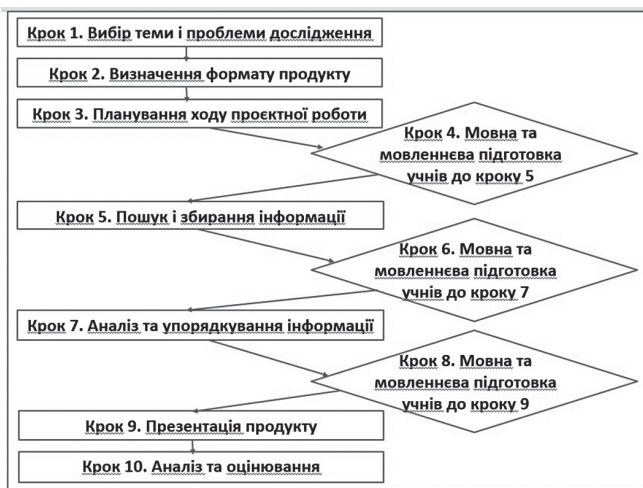 Крок 1. Вибір теми і проблеми дослідження
Крок 2. Визначення формату продукту
Крок 3. Планування ходу проєктної роботи
Крок 4. Мовна та
мовленнєва підготовка
учнів до кроку 5
Крок 5. Пошук і збирання інформації
Крок 6. Мовна та
мовленнєва підготовка
учнів до кроку 7
Крок 7. Аналіз та упорядкування інформації
Крок 8. Мовна та
мовленнєва підготовка
учнів до кроку 9
Крок 9. Презентація продукту
Крок 10. Аналіз та оцінювання